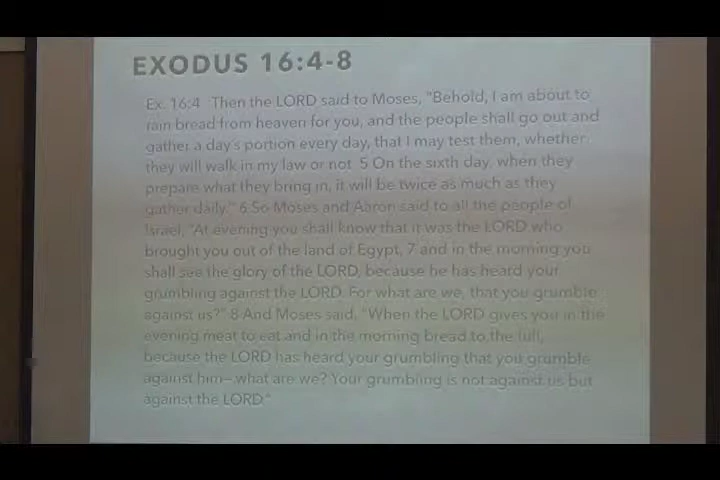 EXODUS 16:4-8
Ex. 16:4 Then the LORD said to Moses, "Behold, I am about to
rain bread from heaven for you, and the people shall go out and
gather a day's portion every day, that I may test them, whether
they will walk in my law or not. 5 On the sixth day, when they
prepare what they bring in, it will be twice as much as they
gather daily." 6 So Moses and Aaron said to all the people of
Israel, "At evening you shall know that it was the LORD who
brought you out of the land of Egypt, 7 and in the morning you
shall see the glory of the LORD, because he has heard your
grumbling against the LORD. For what are we, that you grumble
against us?" 8 And Moses said, "When the LORD gives you in the
evening meat to eat and in the morning bread to the full,
because the LORD has heard your grumbling that you grumble
against him—what are we? Your grumbling is not against us but
against the LORD."